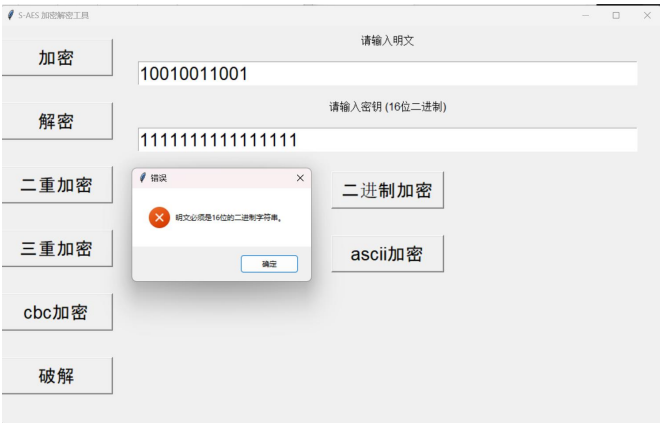 S-AES 加密解密工具
加密
请输入明文
10010011001
解密
请输入密钥 (16位二进制)
1111111111111111
二重加密
错误
明文必须是16位的二进制字符串。
确定
二进制加密
三重加密
ascii加密
cbc加密
破解